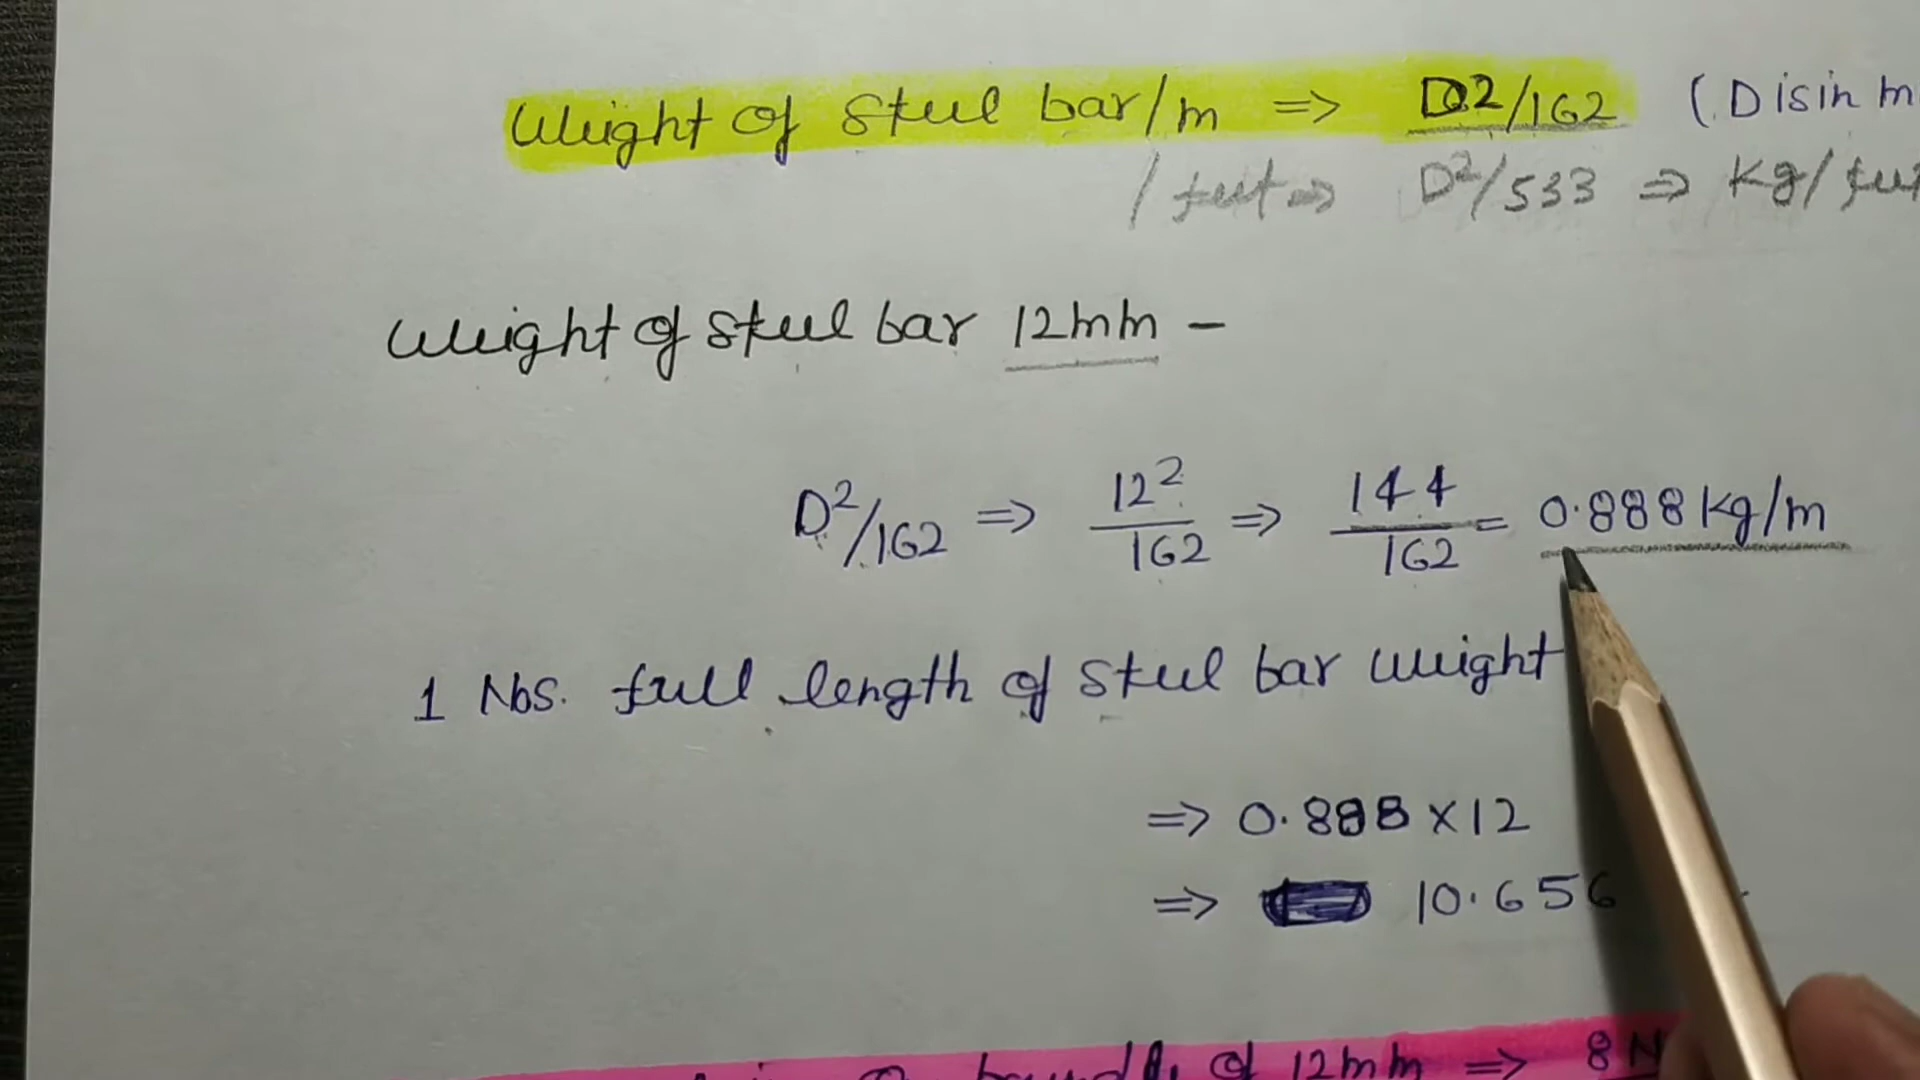 Weight of Steel bar/m => D2/162 (D is in m
/feet => D²/533 => Kg/feet
Weight of Steel bar 12mm -
D²/162 => 12²/162 => 144/162 = 0.888 kg/m
1 Nos. full length of Steel bar weight
=> 0.888 x 12
=> 10.656
of 12mm => 8 N